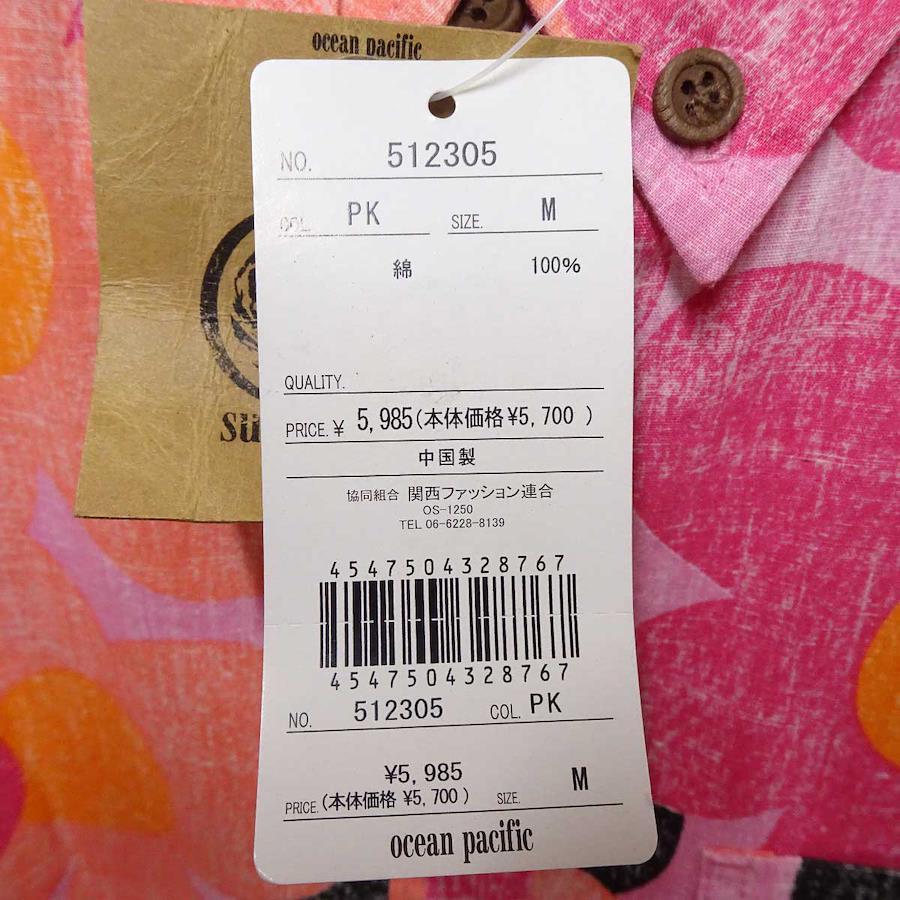 ocean pacific
NO. 512305
COL. PK SIZE. M
綿 100%
QUALITY.
PRICE. ¥ 5,985(本体価格¥5,700 )
中国製
協同組合 関西ファッション連合
OS-1250
TEL 06-6228-8139
4547504328767
4547504328767
NO. 512305 COL. PK
¥5,985
PRICE. (本体価格 ¥5,700 ) SIZE. M
ocean pacific